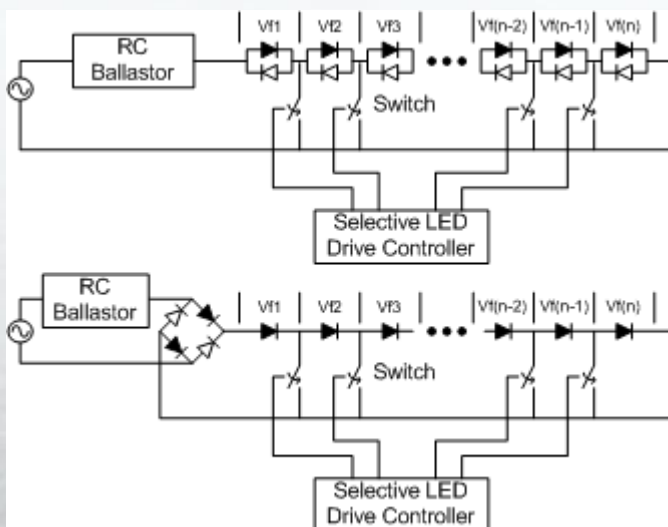 Vf1 Vf2 Vf3 Vf(n-2) Vf(n-1) Vf(n)
RC
Ballastor
Switch
Selective LED
Drive Controller
RC
Ballastor
Vf1 Vf2 Vf3 Vf(n-2) Vf(n-1) Vf(n)
Switch
Selective LED
Drive Controller